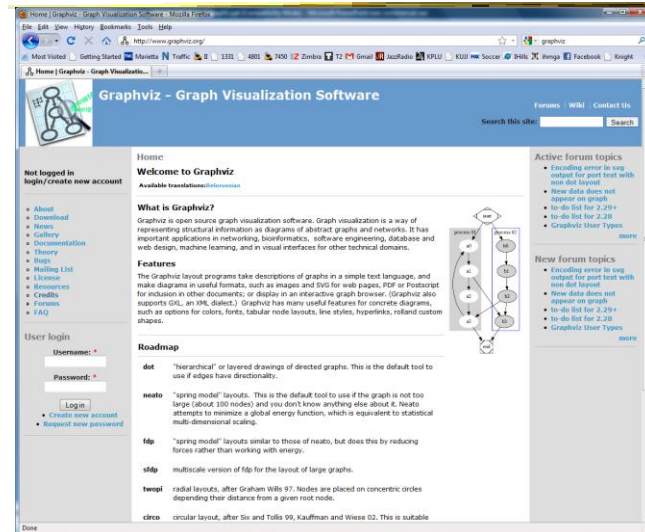 Home | Graphviz - Graph Visualization Software - Mozilla Firefox
File Edit View History Bookmarks Tools Help
http://www.graphviz.org/
graphviz
Most Visited Getting Started Marietta Traffic 1331 4801 7450 Zimbra T2 Gmail JazzRadio KPLU KUJJ Soccer Facebook Knight
Home | Graphviz - Graph Visualizatio...
Graphviz - Graph Visualization Software
Forums | Wiki | Contact Us
Search this site:
Search
Not logged in
login/create new account
About
Download
News
Gallery
Documentation
Theory
Bugs
Mailing List
License
Resources
Credits
Forums
FAQ
User login
Username: *
Password: *
Log in
Create new account
Request new password
Home
Welcome to Graphviz
Available translations:
What is Graphviz?
Graphviz is open source graph visualization software. Graph visualization is a way of
representing structural information as diagrams of abstract graphs and networks. It has
important applications in networking, bioinformatics, software engineering, database and
web design, machine learning, and in visual interfaces for other technical domains.
Features
The Graphviz layout programs take descriptions of graphs in a simple text language, and
make diagrams in useful formats, such as images and SVG for web pages, PDF or Postscript
for inclusion in other documents; or display in an interactive graph browser. (Graphviz also
supports GXL, an XML dialect.) Graphviz has many useful features for concrete diagrams,
such as options for colors, fonts, tabular node layouts, line styles, hyperlinks, rolland custom
shapes.
start
process #1
process #2
a0
b0
a1
b1
a2
b2
a3
b3
end
Roadmap
dot "hierarchical" or layered drawings of directed graphs. This is the default tool to
use if edges have directionality.
neato "spring model" layouts. This is the default tool to use if the graph is not too
large (about 100 nodes) and you don't know anything else about it. Neato
attempts to minimize a global energy function, which is equivalent to statistical
multi-dimensional scaling.
fdp "spring model" layouts similar to those of neato, but does this by reducing
forces rather than working with energy.
sfdp multiscale version of fdp for the layout of large graphs.
twopi radial layouts, after Graham Wills 97. Nodes are placed on concentric circles
depending their distance from a given root node.
circo circular layout, after Six and Tollis 99, Kauffman and Wiese 02. This is suitable
Active forum topics
Encoding error in svg
output for port text with
non dot layout
New data does not
appear on graph
to-do list for 2.29+
to-do list for 2.28
Graphviz User Types
more
New forum topics
Encoding error in svg
output for port text with
non dot layout
New data does not
appear on graph
to-do list for 2.29+
to-do list for 2.28
Graphviz User Types
more
Done